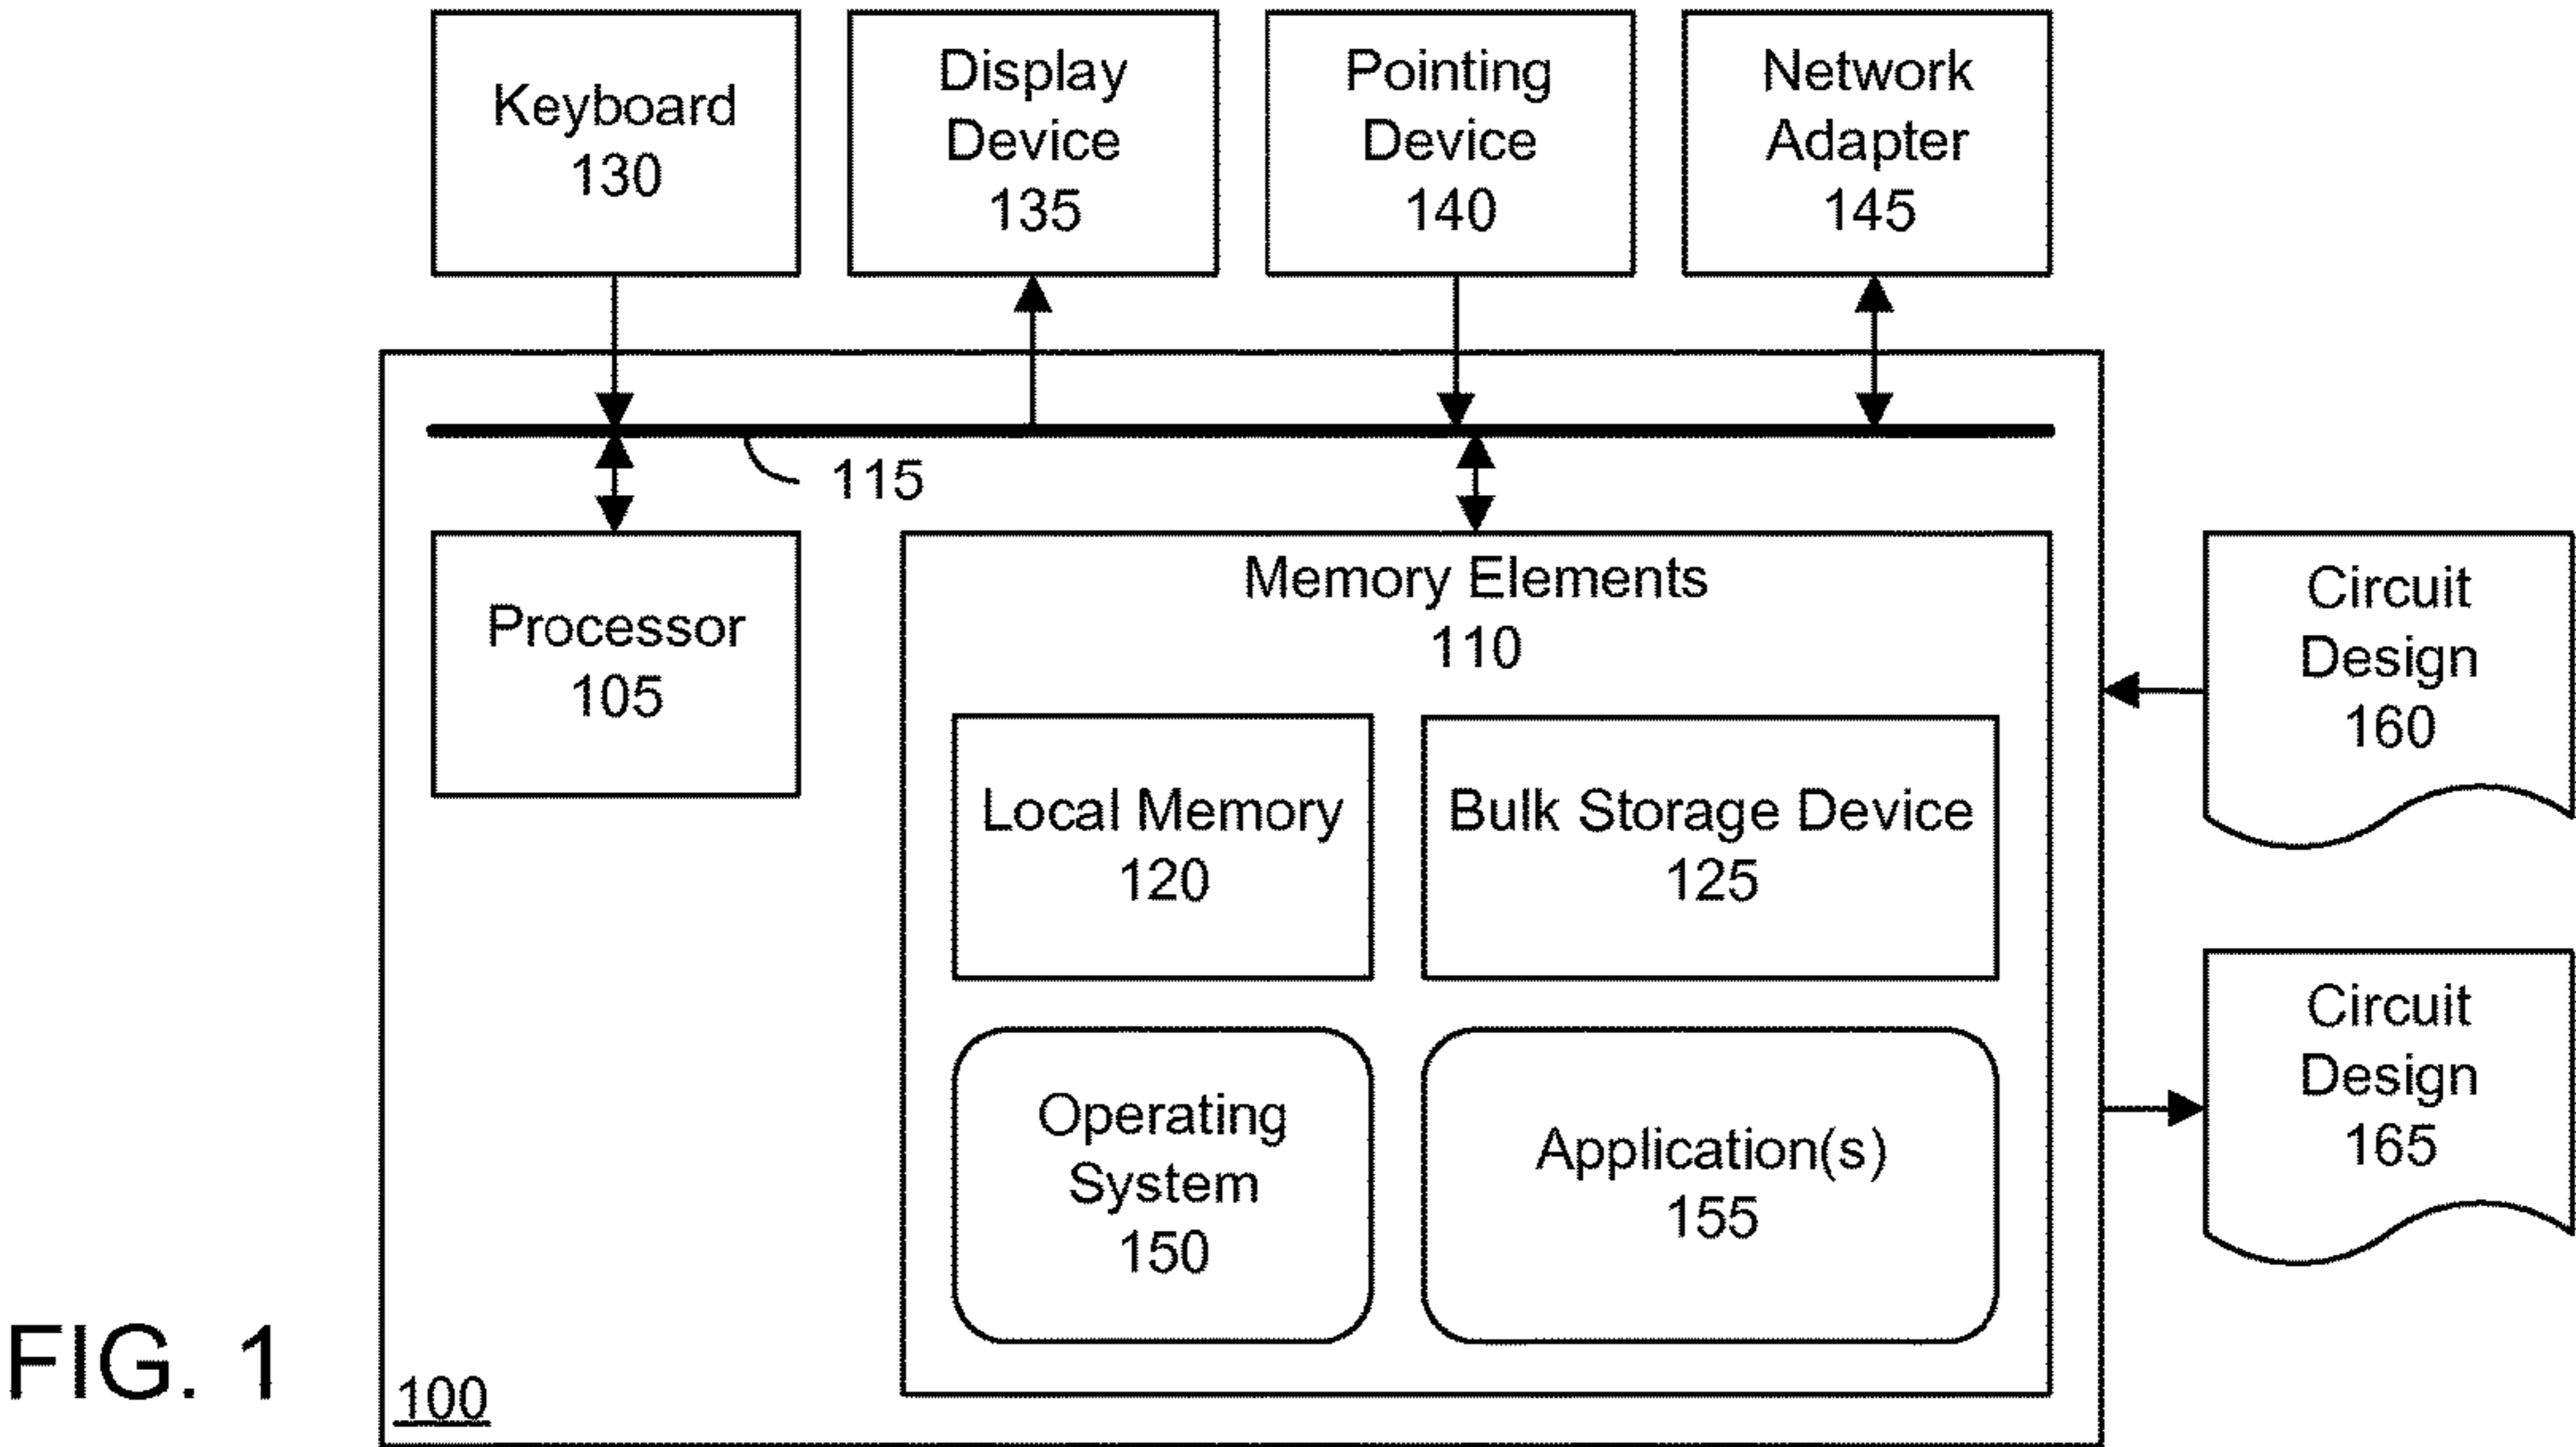 Keyboard
130
Display
Device
135
Pointing
Device
140
Network
Adapter
145
115
Processor
105
Memory Elements
110
Local Memory
120
Bulk Storage Device
125
Operating
System
150
Application(s)
155
Circuit
Design
160
Circuit
Design
165
100
FIG. 1